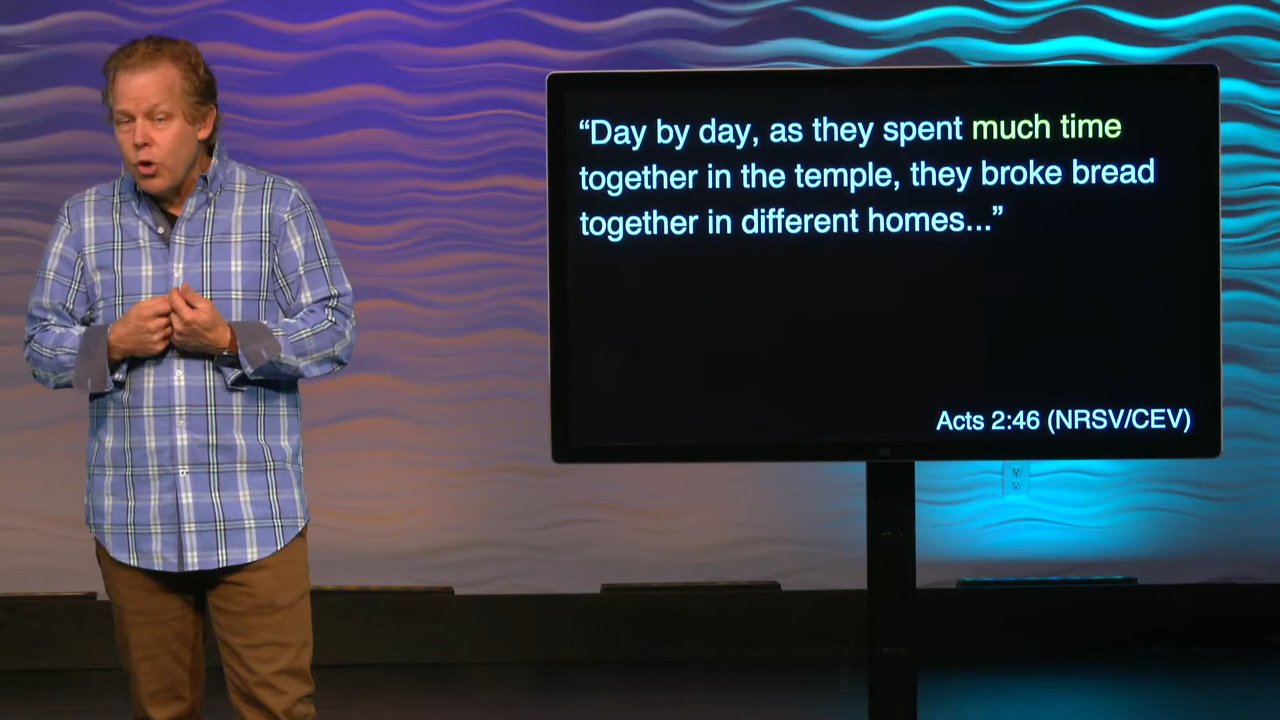 “Day by day, as they spent much time
together in the temple, they broke bread
together in different homes...”
Acts 2:46 (NRSV/CEV)